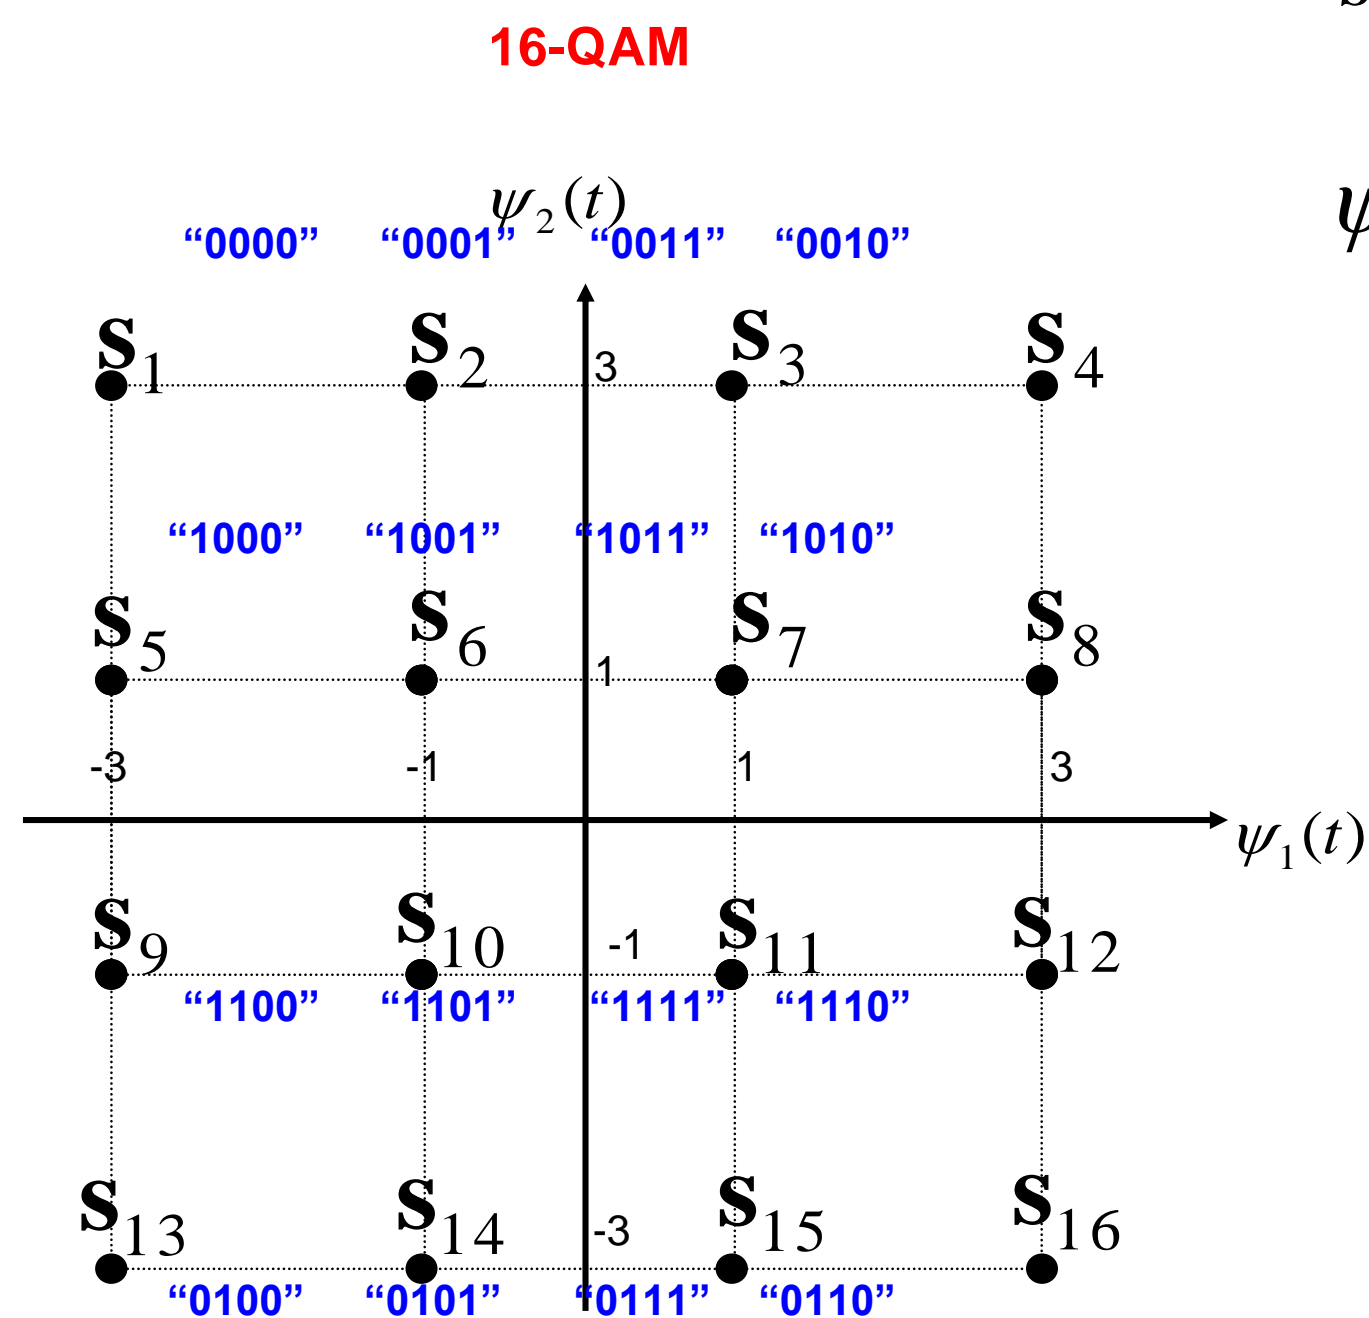 16-QAM
ψ₂(t)
“0000” “0001” “0011” “0010”
S₁ S₂ 3 S₃ S₄
“1000” “1001” “1011” “1010”
S₅ S₆ 1 S₇ S₈
-3 -1 1 3
ψ₁(t)
S₉ S₁₀ -1 S₁₁ S₁₂
“1100” “1101” “1111” “1110”
S₁₃ S₁₄ -3 S₁₅ S₁₆
“0100” “0101” “0111” “0110”